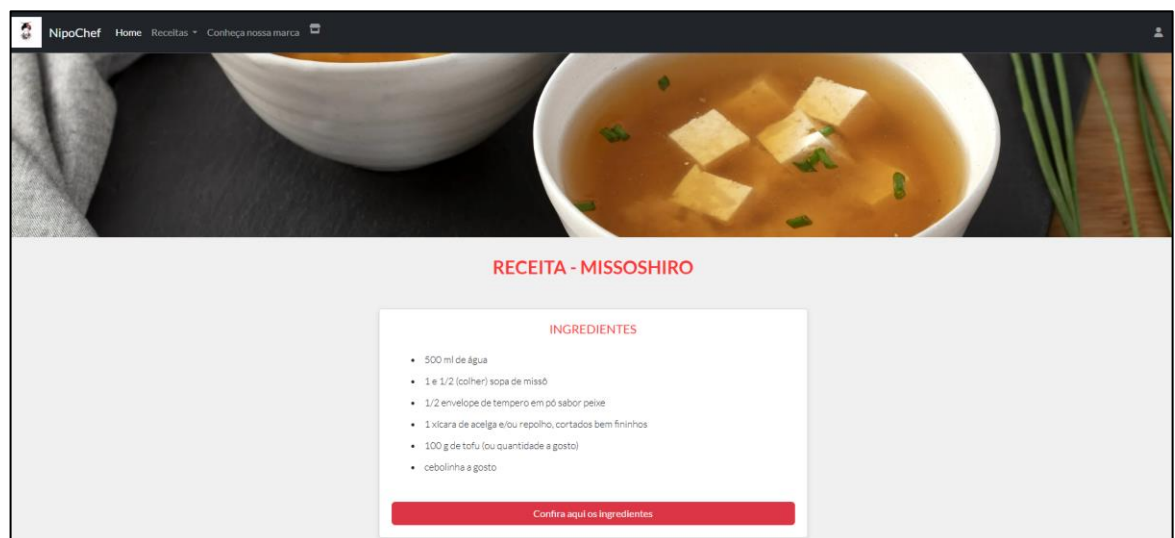 NipoChef Home Receitas Conheça nossa marca
RECEITA - MISSOSHIRO
INGREDIENTES
500 ml de água
1 e 1/2 (colher) sopa de missô
1/2 envelope de tempero em pó sabor peixe
1 xícara de acelga e/ou repolho, cortados bem fininhos
100 g de tofu (ou quantidade a gosto)
cebolinha a gosto
Confira aqui os ingredientes